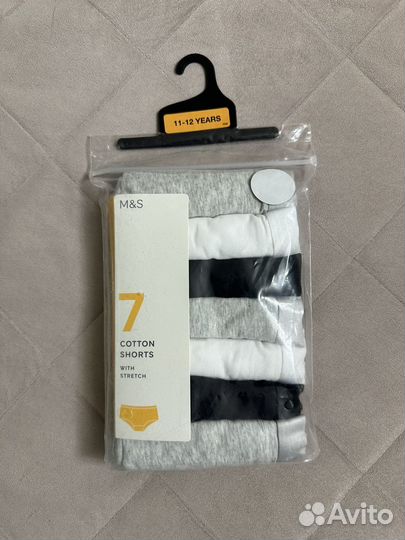 11-12 YEARS
M&S
7
COTTON
SHORTS
WITH
STRETCH
Avito